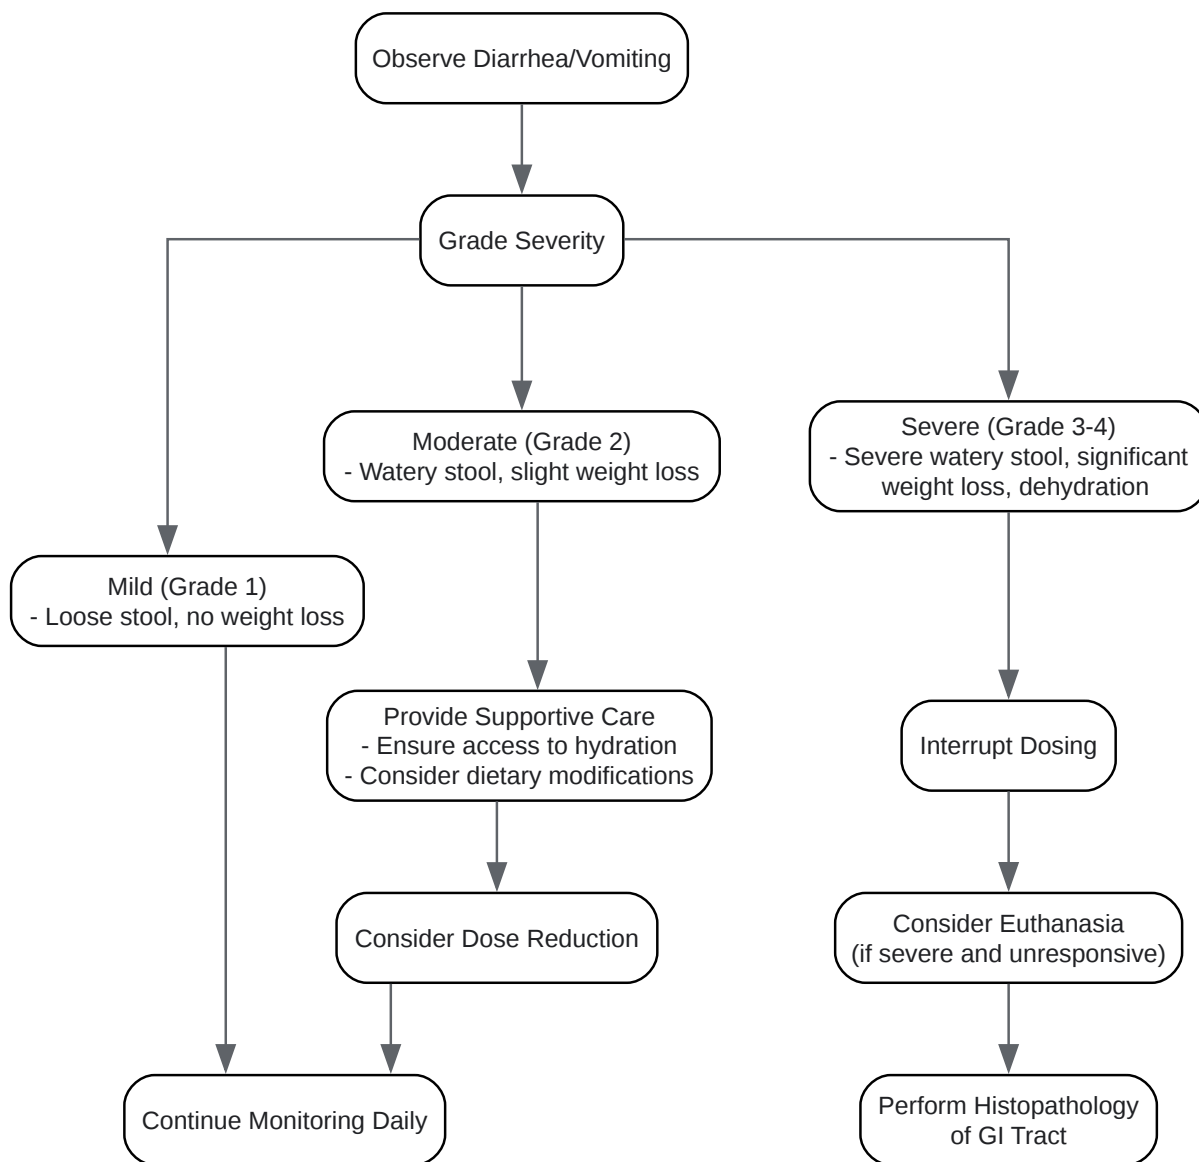 Observe Diarrhea/Vomiting
Grade Severity
Moderate (Grade 2)
- Watery stool, slight weight loss
Severe (Grade 3-4)
- Severe watery stool, significant
weight loss, dehydration
Mild (Grade 1)
- Loose stool, no weight loss
Provide Supportive Care
- Ensure access to hydration
- Consider dietary modifications
Interrupt Dosing
Consider Dose Reduction
Consider Euthanasia
(if severe and unresponsive)
Continue Monitoring Daily
Perform Histopathology
of GI Tract